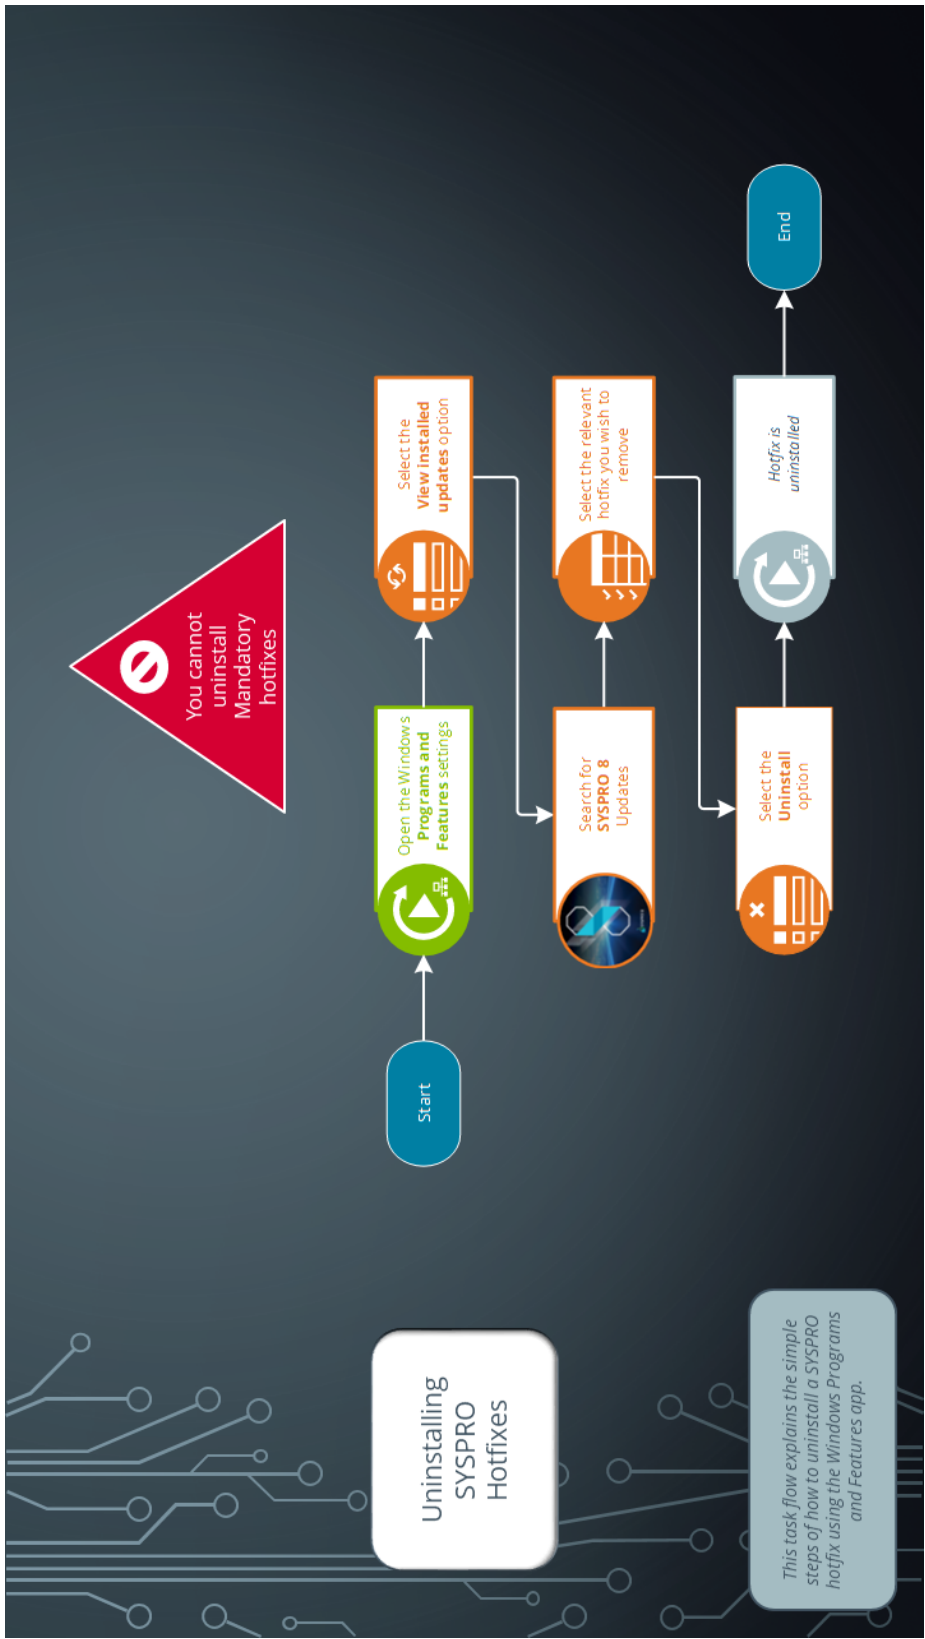 Uninstalling
SYSPRO
Hotfixes
This task flow explains the simple
steps of how to uninstall a SYSPRO
hotfix using the Windows Programs
and Features app.
You cannot
uninstall
Mandatory
hotfixes
Start
Open the Windows
Programs and
Features settings
Select the
View installed
updates option
Search for
SYSPRO 8
Updates
Select the relevant
hotfix you wish to
remove
Select the
Uninstall
option
Hotfix is
uninstalled
End